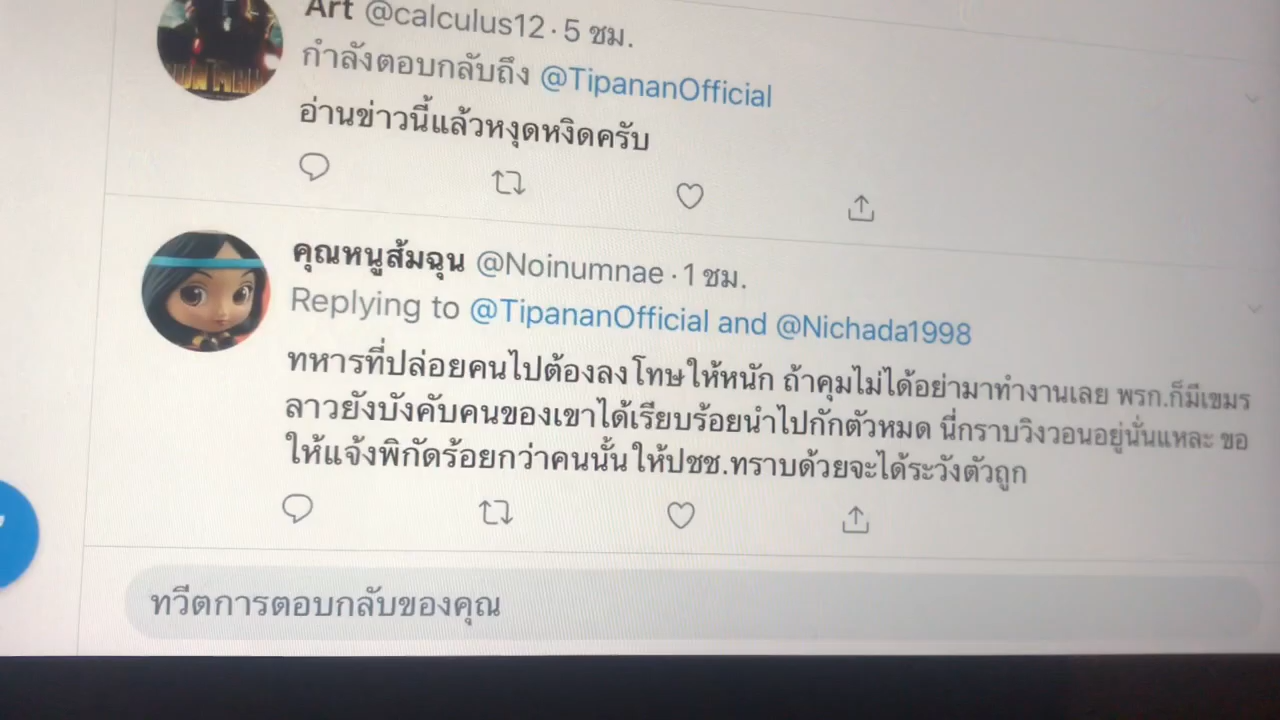 Art @calculus12 · 5 ชม.
กำลังตอบกลับถึง @TipananOfficial
อ่านข่าวนี้แล้วหงุดหงิดครับ
คุณหนูส้มฉุน @Noinumnae · 1 ชม.
Replying to @TipananOfficial and @Nichada1998
ทหารที่ปล่อยคนไปต้องลงโทษให้หนัก ถ้าคุมไม่ได้อย่ามาทำงานเลย พรก.ก็มีเขมร
ลาวยังบังคับคนของเขาได้เรียบร้อยนำไปกักตัวหมด นี่กราบวิงวอนอยู่นั่นแหละ ขอ
ให้แจ้งพิกัดร้อยกว่าคนนั้นให้ปชช.ทราบด้วยจะได้ระวังตัวถูก
ทวีตการตอบกลับของคุณ